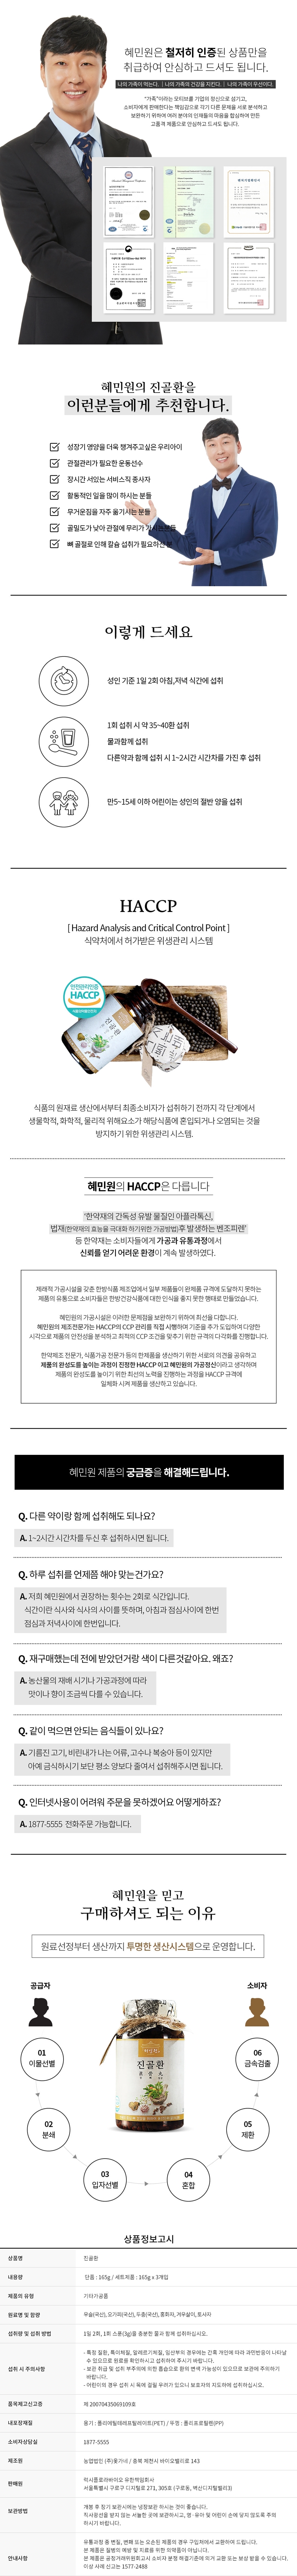 혜민원은 철저히 인증된 상품만을
취급하여 안심하고 드셔도 됩니다.
나의 가족이 먹는다. | 나의 가족의 건강을 지킨다. | 나의 가족이 우선이다.
"가족"이라는 모티브를 기업의 정신으로 섬기고,
소비자에게 판매한다는 책임감으로 각기 다른 문제을 서로 분석하고
보완하기 위하여 여러 분야의 민재들의 마음을 합심하여 만든
고품격 제품으로 안심하고 드셔도 됩니다.
혜민원의 진골환을
이런분들에게 추천합니다.
성장기 영양을 더욱 챙겨주고싶은 우리아이
관절관리가 필요한 운동선수
장시간 서있는 서비스직 종사자
활동적인 일을 많이 하시는 분들
무거운짐을 자주 옮기시는 분들
골밀도가 낮아 관절에 무리가
뼈 골절로 인해 칼슘 섭취가 필요하신 분
이렇게 드세요
성인 기준 1일 2회 아침,저녁 식간에 섭취
1회 섭취 시 약 35~40환 섭취
물과함께 섭취
다른약과 함께 섭취 시 1~2시간 시간차를 가진 후 섭취
만5~15세 이하 어린이는 성인의 절반 양을 섭취
HACCP
[ Hazard Analysis and Critical Control Point ]
식약처에서 허가받은 위생관리 시스템
안전관리인증
HACCP
식품의약품안전처
진골환
식품의 원재료 생산에서부터 최종소비자가 섭취하기 전까지 각 단계에서
생물학적, 화학적, 물리적 위해요소가 해당식품에 혼입되거나 오염되는 것을
방지하기 위한 위생관리 시스템.
혜민원의 HACCP은 다릅니다
'한약재의 간독성 유발 물질인 아플라톡신,
법제(한약재의 효능을 극대화 하기위한 가공방법)후 발생하는 벤조피렌'
등 한약재는 소비자들에게 가공과 유통과정에서
신뢰를 얻기 어려운 환경이 계속 발생하였다.
체래적 가공시설을 갖춘 한방식품 제조업에서 일부 제품들이 완제품 규격에 도달하지 못하는
제품의 유통으로 소비자들은 한방건강식품에 대한 인식을 좋지 못한 행태로 만들었습니다.
혜민원의 가공시설은 이러한 문제점을 보완하기 위하여 최선을 다합니다.
혜민원의 제조전문가는 HACCP의 CCP 관리를 직접 시행하며 기준을 추가 도입하여 다양한
시각으로 제품의 안전성을 분석하고 최적의 CCP 조건을 맞추기 위한 규격의 다각화를 진행합니다.
한약제조 전문가, 식품가공 전문가 등의 한제품을 생산하기 위한 서로의 의견을 공유하고
제품의 완성도를 높이는 과정이 진정한 HACCP 이고 혜민원의 가공정신이라고 생각하여
제품의 완성도를 높이기 위한 최선의 노력을 진행하는 과정을 HACCP 규격에
일체화 시켜 제품을 생산하고 있습니다.
혜민원 제품의 궁금증을 해결해드립니다.
Q. 다른 약이랑 함께 섭취해도 되나요?
A. 1~2시간 시간차를 두신 후 섭취하시면 됩니다.
Q. 하루 섭취를 언제쯤 해야 맞는건가요?
A. 저희 혜민원에서 권장하는 횟수는 2회로 식간입니다.
식간이란 식사와 식사의 사이를 뜻하며, 아침과 점심사이에 한번
점심과 저녁사이에 한번입니다.
Q. 재구매했는데 전에 받았던거랑 색이 다른것같아요. 왜죠?
A. 농산물의 재배 시기나 가공과정에 따라
맛이나 향이 조금씩 다를 수 있습니다.
Q. 같이 먹으면 안되는 음식들이 있나요?
A. 기름진 고기, 비린내가 나는 어류, 고수나 복숭아 등이 있지만
아예 금식하시기 보단 평소 양보다 줄여서 섭취해주시면 됩니다.
Q. 인터넷사용이 어려워 주문을 못하겠어요 어떻게하죠?
A. 1877-5555 전화주문 가능합니다.
혜민원을 믿고
구매하셔도 되는 이유
원료선정부터 생산까지 투명한 생산시스템으로 운영합니다.
공급자
소비자
01
이물선별
06
금속검출
진골환
02
분쇄
05
제환
03
입자선별
04
혼합
상품정보고시
상품명 진골환
내용량 단품 : 165g / 세트제품 : 165g x 3개입
제품의 유형 기타가공품
원료명 및 함량 우슬(국산), 오가피(국산), 두충(국산), 홍화자, 겨우살이, 토사자
섭취량 및 섭취 방법 1일 2회, 1회 스푼(3g)을 충분한 물과 함께 섭취하십시오.
섭취 시 주의사항 - 특정 질환, 특이체질, 알레르기체질, 임산부의 경우에는 간혹 개인에 따라 과민반응이 나타날
수 있으므로 원료를 확인하시고 섭취하여 주시기 바랍니다.
- 보관 취급 및 섭취 부주의에 의한 흡습으로 환의 변색 가능성이 있으므로 보관에 주의하기
바랍니다.
- 어린이의 경우 섭취 시 목에 걸릴 우려가 있으니 보호자의 지도하에 섭취하십시오.
품목제고신고증 제 20070435069109호
내포장재질 용기 : 폴리에틸테레프탈레이트(PET) / 뚜껑 : 폴리프로필렌(PP)
소비자상담실 1877-5555
제조원 농업법인 (주)웰가네 / 충북 제천시 바이오밸리로 143
판매원 믹시플로라바이오 유한책임회사
서울특별시 구로구 디지털로 271, 305호 (구로동, 벽산디지털밸리3)
보관방법 개봉 후 장기 보관시에는 냉장보관 하시는 것이 좋습니다.
직사광선을 받지 않는 서늘한 곳에 보관하시고, 영·유아 및 어린이 손에 닿지 않도록 주의
하시기 바랍니다.
안내사항 유통과정 중 변질, 변패 또는 오손된 제품의 경우 구입처에서 교환하여 드립니다.
본 제품은 질병의 예방 및 치료를 위한 의약품이 아닙니다.
본 제품은 공정거래위원회고시 소비자 분쟁 해결기준에 의거 교환 또는 보상 받을 수 있습니다.
이상 사례 신고는 1577-2488